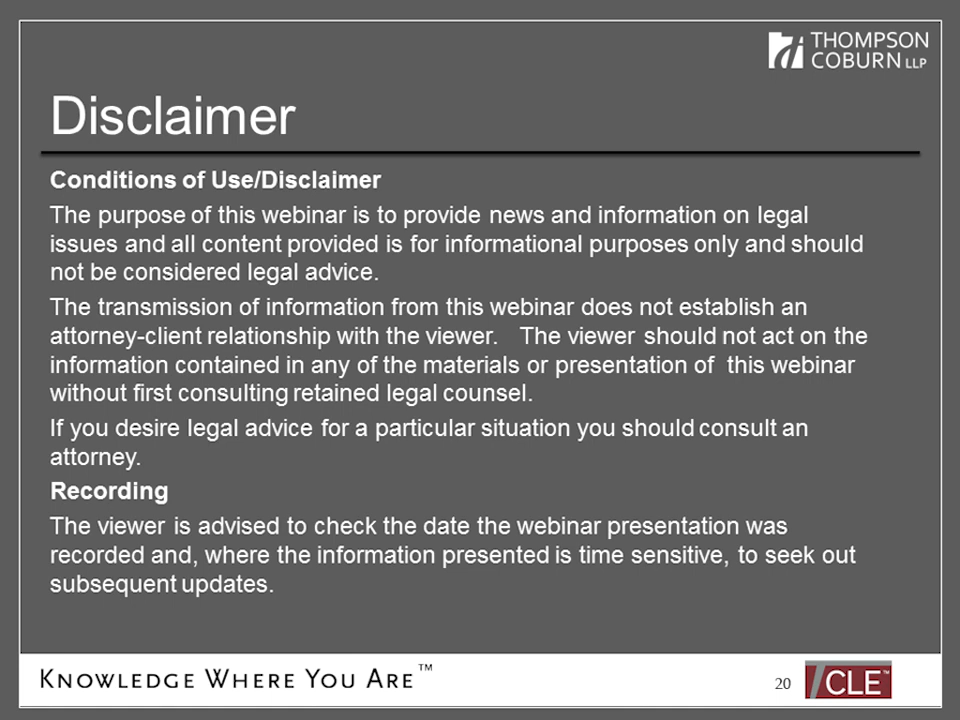 THOMPSON
COBURN LLP
Disclaimer
Conditions of Use/Disclaimer
The purpose of this webinar is to provide news and information on legal
issues and all content provided is for informational purposes only and should
not be considered legal advice.
The transmission of information from this webinar does not establish an
attorney-client relationship with the viewer. The viewer should not act on the
information contained in any of the materials or presentation of this webinar
without first consulting retained legal counsel.
If you desire legal advice for a particular situation you should consult an
attorney.
Recording
The viewer is advised to check the date the webinar presentation was
recorded and, where the information presented is time sensitive, to seek out
subsequent updates.
KNOWLEDGE WHERE YOU ARE™
20
CLE™